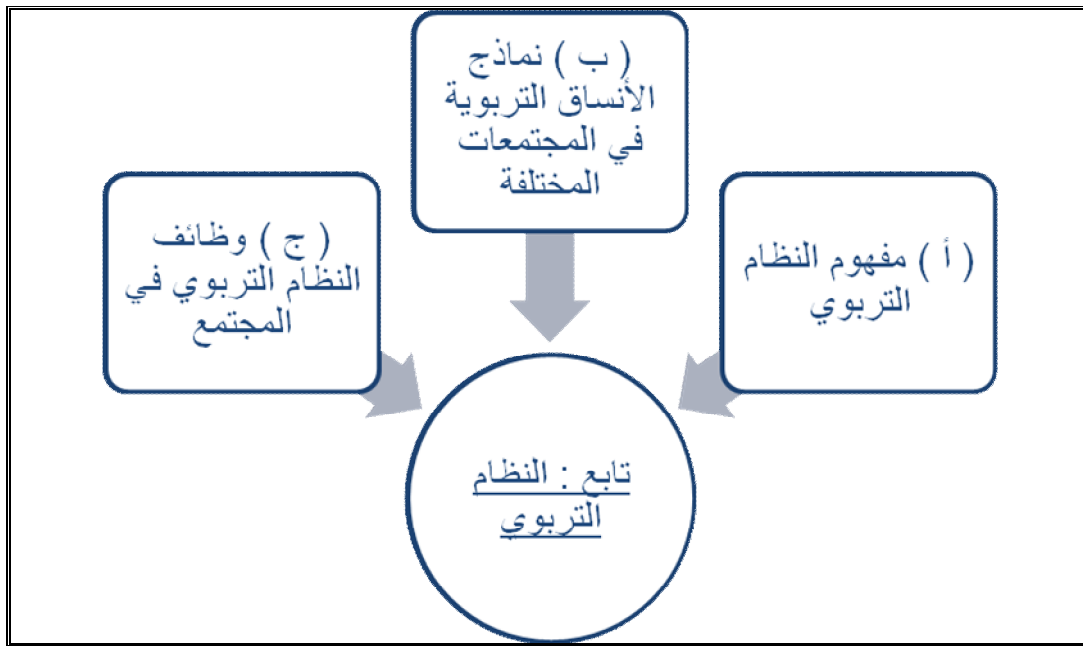 ( أ ) مفهوم النظام
التربوي
( ب ) نماذج
الأنساق التربوية
في المجتمعات
المختلفة
( ج ) وظائف
النظام التربوي في
المجتمع
تابع : النظام
التربوي